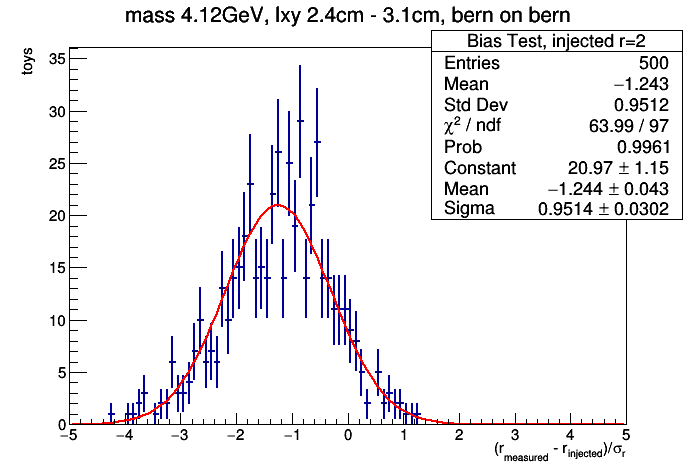 mass 4.12GeV, lxy 2.4cm - 3.1cm, bern on bern
toys
Bias Test, injected r=2
Entries 500
Mean −1.243
Std Dev 0.9512
χ² / ndf 63.99 / 97
Prob 0.9961
Constant 20.97 ± 1.15
Mean −1.244 ± 0.043
Sigma 0.9514 ± 0.0302
35
30
25
20
15
10
5
0
−5 −4 −3 −2 −1 0 1 2 3 4 5
(r_measured - r_injected)/σ_r